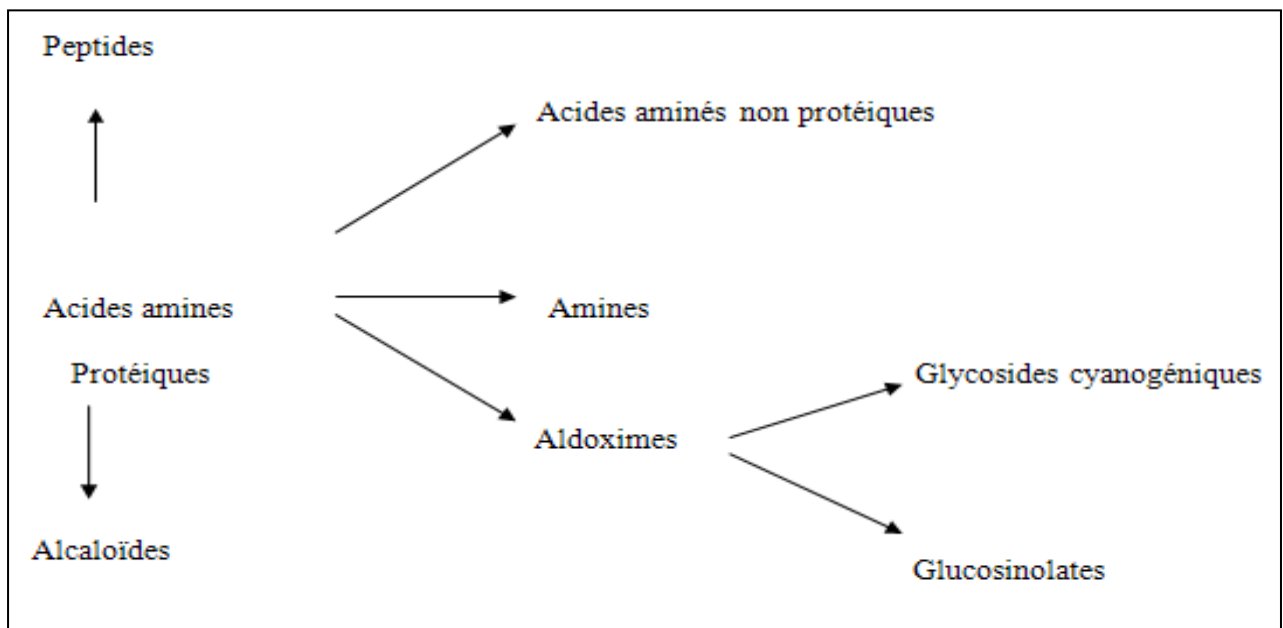 Peptides
Acides aminés non protéiques
Acides amines
Amines
Protéiques
Glycosides cyanogéniques
Aldoximes
Alcaloïdes
Glucosinolates